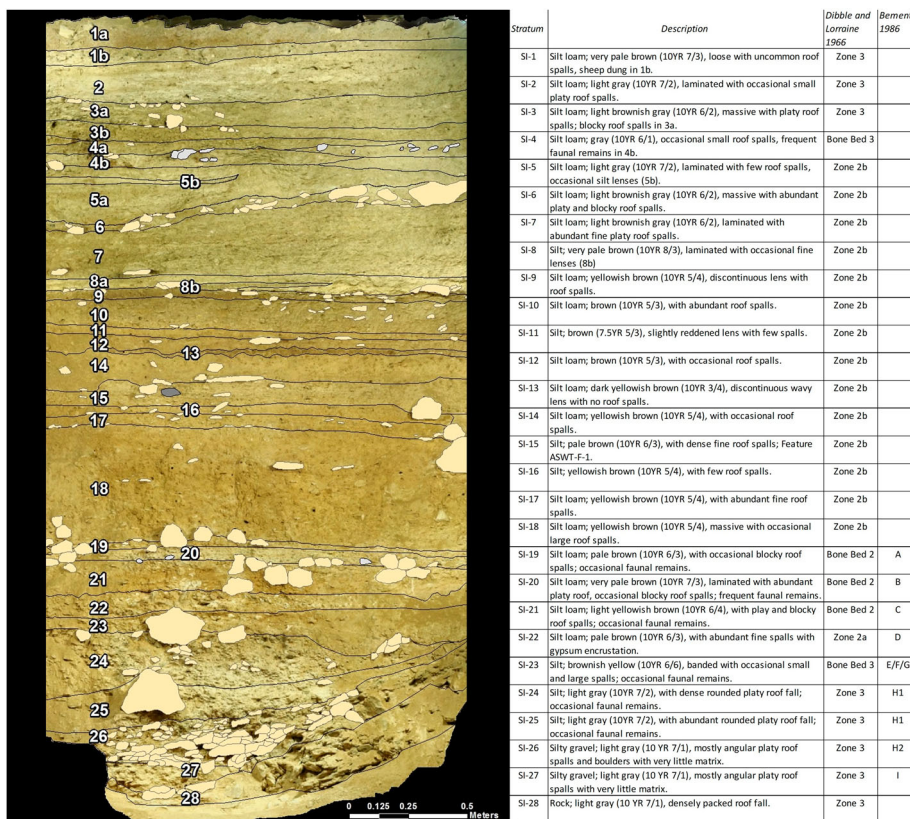 1a
1b
2
3a
3b
4a
4b
5b
5a
6
7
8a
8b
9
10
11
12
13
14
15
16
17
18
19
20
21
22
23
24
25
26
27
28
0 0.125 0.25 0.5
Meters
Stratum Description Dibble and Lorraine 1966 Bement 1986
SI-1 Silt loam; very pale brown (10YR 7/3), loose with uncommon roof Zone 3
spalls, sheep dung in 1b.
SI-2 Silt loam; light gray (10YR 7/2), laminated with occasional small Zone 3
platy roof spalls.
SI-3 Silt loam; light brownish gray (10YR 6/2), massive with platy roof Zone 3
spalls; blocky roof spalls in 3a.
SI-4 Silt loam; gray (10YR 6/1), occasional small roof spalls, frequent Bone Bed 3
faunal remains in 4b.
SI-5 Silt loam; light gray (10YR 7/2), laminated with few roof spalls, Zone 2b
occasional silt lenses (5b).
SI-6 Silt loam; light brownish gray (10YR 6/2), massive with abundant Zone 2b
platy and blocky roof spalls.
SI-7 Silt loam; light brownish gray (10YR 6/2), laminated with Zone 2b
abundant fine platy roof spalls.
SI-8 Silt; very pale brown (10YR 8/3), laminated with occasional fine Zone 2b
lenses (8b)
SI-9 Silt loam; yellowish brown (10YR 5/4), discontinuous lens with Zone 2b
roof spalls.
SI-10 Silt loam; brown (10YR 5/3), with abundant roof spalls. Zone 2b
SI-11 Silt; brown (7.5YR 5/3), slightly reddened lens with few spalls. Zone 2b
SI-12 Silt loam; brown (10YR 5/3), with occasional roof spalls. Zone 2b
SI-13 Silt loam; dark yellowish brown (10YR 3/4), discontinuous wavy Zone 2b
lens with no roof spalls.
SI-14 Silt loam; yellowish brown (10YR 5/4), with occasional roof Zone 2b
spalls.
SI-15 Silt; pale brown (10YR 6/3), with dense fine roof spalls; Feature Zone 2b
ASWT-F-1.
SI-16 Silt; yellowish brown (10YR 5/4), with few roof spalls. Zone 2b
SI-17 Silt loam; yellowish brown (10YR 5/4), with abundant fine roof Zone 2b
spalls.
SI-18 Silt loam; yellowish brown (10YR 5/4), massive with occasional Zone 2b
large roof spalls.
SI-19 Silt loam; pale brown (10YR 6/3), with occasional blocky roof Bone Bed 2 A
spalls; occasional faunal remains.
SI-20 Silt loam; very pale brown (10YR 7/3), laminated with abundant Bone Bed 2 B
platy roof, occasional blocky roof spalls; frequent faunal remains.
SI-21 Silt loam; light yellowish brown (10YR 6/4), with play and blocky Bone Bed 2 C
roof spalls; occasional faunal remains.
SI-22 Silt loam; pale brown (10YR 6/3), with abundant fine spalls with Zone 2a D
gypsum encrustation.
SI-23 Silt; brownish yellow (10YR 6/6), banded with occasional small Bone Bed 3 E/F/G
and large spalls; occasional faunal remains.
SI-24 Silt; light gray (10YR 7/2), with dense rounded platy roof fall; Zone 3 H1
occasional faunal remains.
SI-25 Silt; light gray (10YR 7/2), with abundant rounded platy roof fall; Zone 3 H1
occasional faunal remains.
SI-26 Silty gravel; light gray (10 YR 7/1), mostly angular platy roof Zone 3 H2
spalls and boulders with very little matrix.
SI-27 Silty gravel; light gray (10 YR 7/1), mostly angular platy roof Zone 3 I
spalls with very little matrix.
SI-28 Rock; light gray (10 YR 7/1), densely packed roof fall. Zone 3